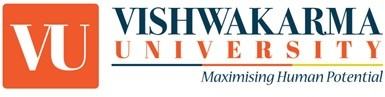 VU
VISHWAKARMA
UNIVERSITY
Maximising Human Potential